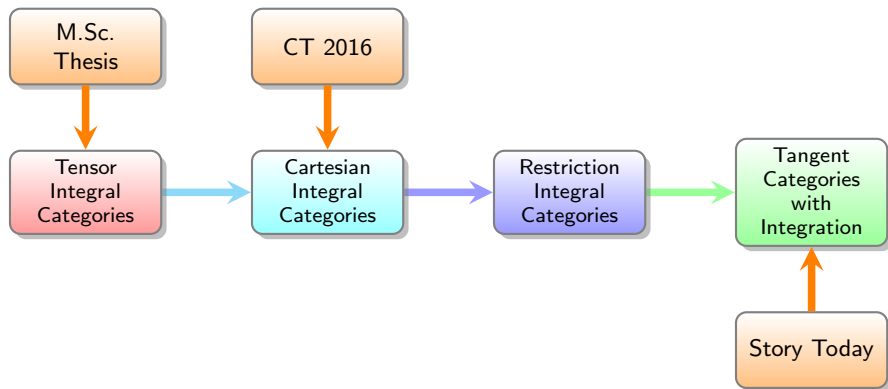 M.Sc.
Thesis
CT 2016
Tensor
Integral
Categories
Cartesian
Integral
Categories
Restriction
Integral
Categories
Tangent
Categories
with
Integration
Story Today